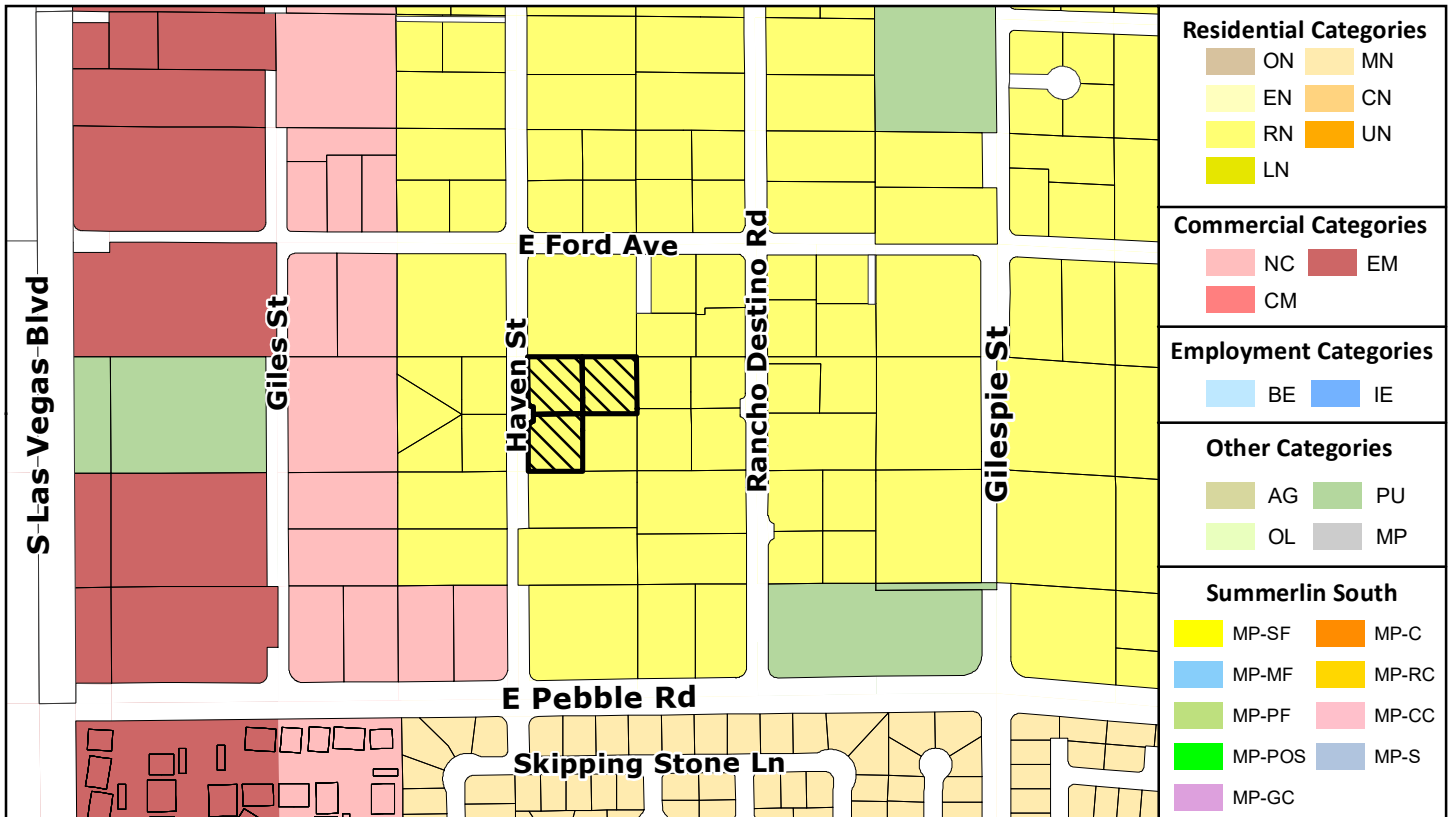 E Ford Ave
S Las Vegas Blvd
Giles St
Haven St
Rancho Destino Rd
Gilespie St
E Pebble Rd
Skipping Stone Ln
Residential Categories
ON MN
EN CN
RN UN
LN
Commercial Categories
NC EM
CM
Employment Categories
BE IE
Other Categories
AG PU
OL MP
Summerlin South
MP-SF MP-C
MP-MF MP-RC
MP-PF MP-CC
MP-POS MP-S
MP-GC